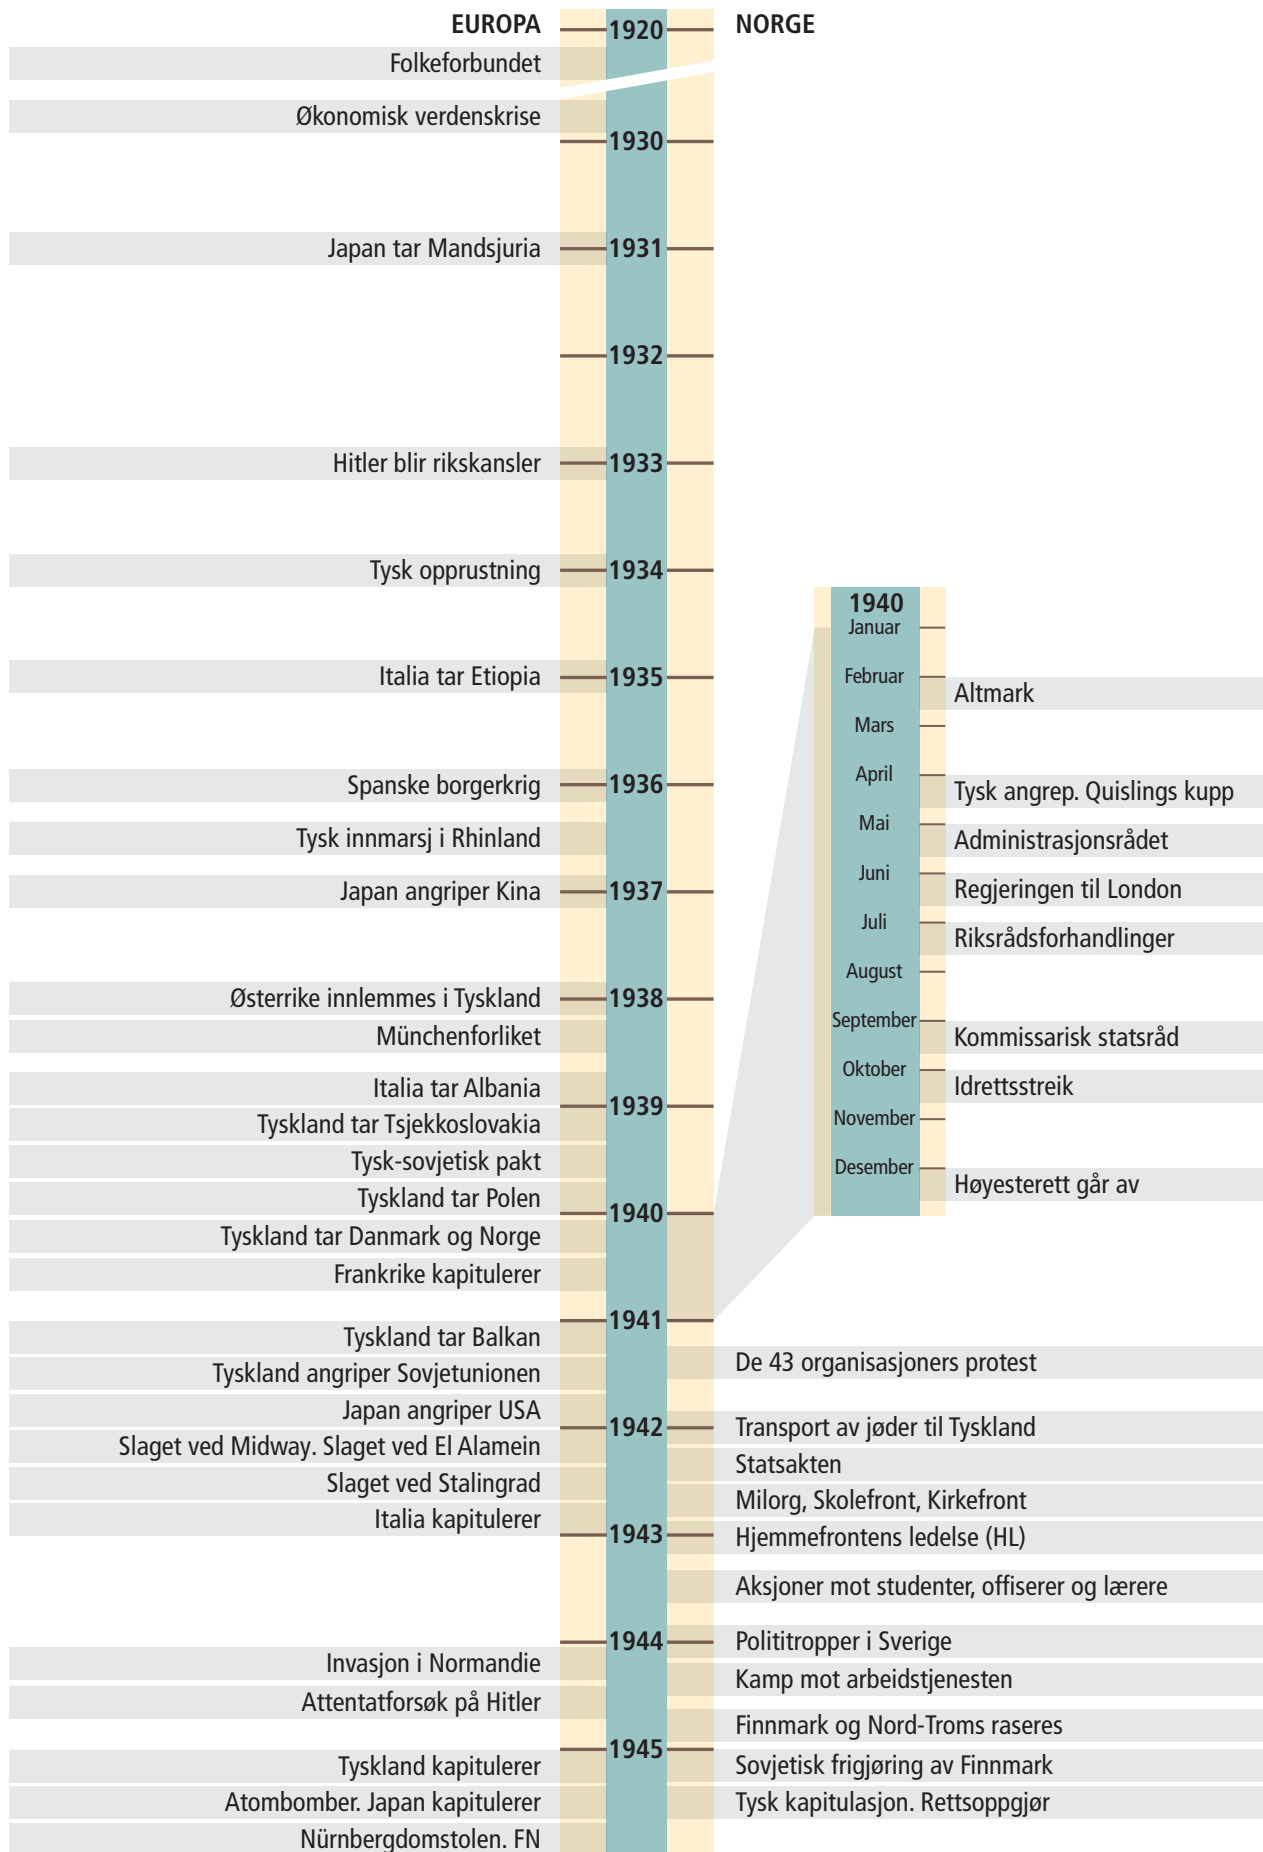 EUROPA
1920
NORGE
Folkeforbundet
Økonomisk verdenskrise
1930
Japan tar Mandsjuria
1931
1932
Hitler blir rikskansler
1933
Tysk opprustning
1934
Italia tar Etiopia
1935
Spanske borgerkrig
1936
Tysk innmarsj i Rhinland
Japan angriper Kina
1937
Østerrike innlemmes i Tyskland
1938
Münchenforliket
Italia tar Albania
1939
Tyskland tar Tsjekkoslovakia
Tysk-sovjetisk pakt
Tyskland tar Polen
1940
Tyskland tar Danmark og Norge
Frankrike kapitulerer
1941
Tyskland tar Balkan
Tyskland angriper Sovjetunionen
Japan angriper USA
1942
Slaget ved Midway. Slaget ved El Alamein
Slaget ved Stalingrad
Italia kapitulerer
1943
1944
Invasjon i Normandie
Attentatforsøk på Hitler
1945
Tyskland kapitulerer
Atombomber. Japan kapitulerer
Nürnbergdomstolen. FN
1940
Januar
Februar
Altmark
Mars
April
Tysk angrep. Quislings kupp
Mai
Administrasjonsrådet
Juni
Regjeringen til London
Juli
Riksrådsforhandlinger
August
September
Kommissarisk statsråd
Oktober
Idrettsstreik
November
Desember
Høyesterett går av
De 43 organisasjoners protest
Transport av jøder til Tyskland
Statsakten
Milorg, Skolefront, Kirkefront
Hjemmefrontens ledelse (HL)
Aksjoner mot studenter, offiserer og lærere
Polititropper i Sverige
Kamp mot arbeidstjenesten
Finnmark og Nord-Troms raseres
Sovjetisk frigjøring av Finnmark
Tysk kapitulasjon. Rettsoppgjør